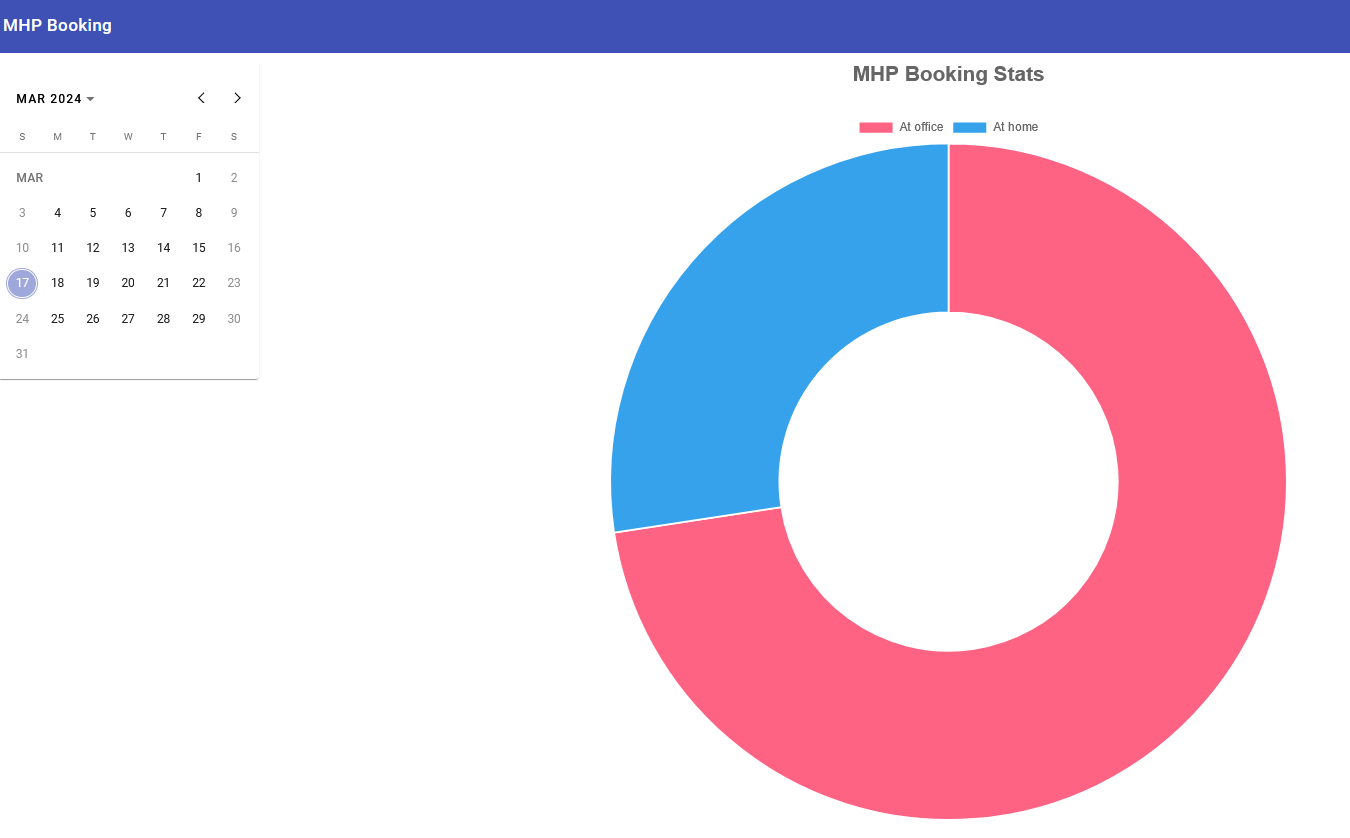 MHP Booking
MAR 2024
S M T W T F S
MAR 1 2
3 4 5 6 7 8 9
10 11 12 13 14 15 16
17 18 19 20 21 22 23
24 25 26 27 28 29 30
31
MHP Booking Stats
At office At home